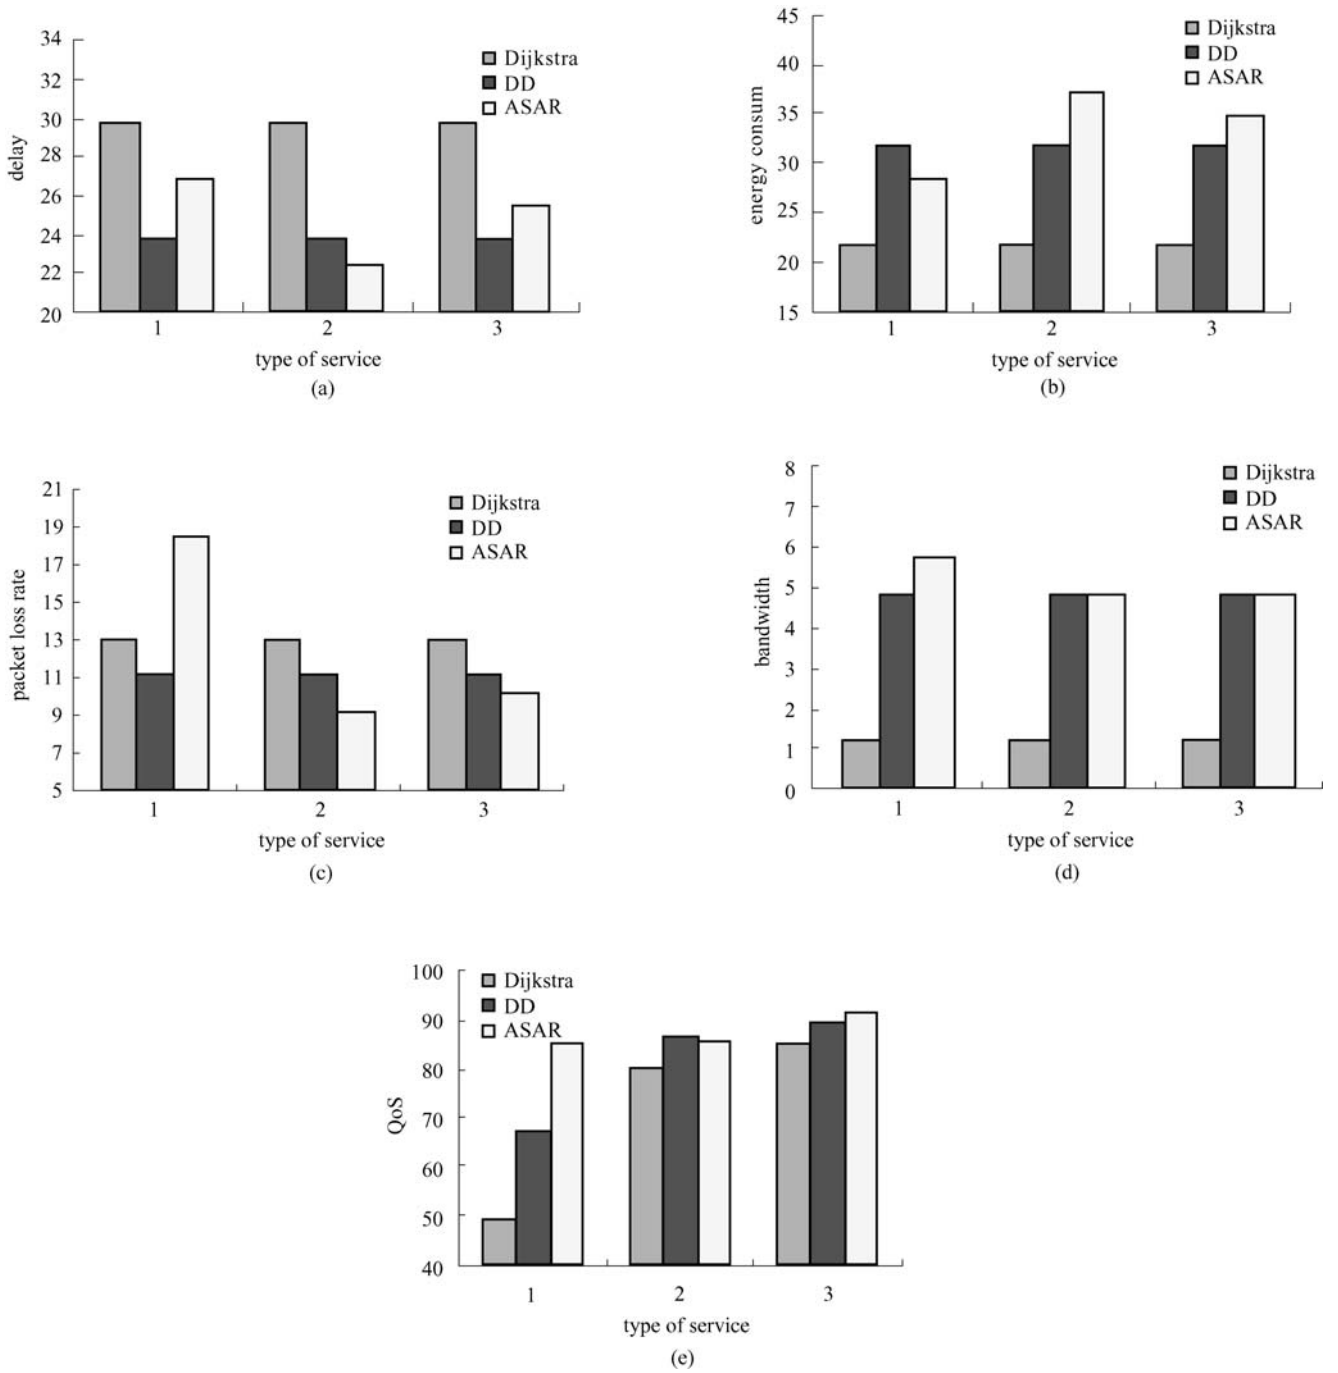 34
32
30
28
26
24
22
20
delay
Dijkstra
DD
ASAR
1 2 3
type of service
(a)
45
40
35
30
25
20
15
energy consum
Dijkstra
DD
ASAR
1 2 3
type of service
(b)
21
19
17
15
13
11
9
7
5
packet loss rate
Dijkstra
DD
ASAR
1 2 3
type of service
(c)
8
7
6
5
4
3
2
1
0
bandwidth
Dijkstra
DD
ASAR
1 2 3
type of service
(d)
100
90
80
70
60
50
40
QoS
Dijkstra
DD
ASAR
1 2 3
type of service
(e)